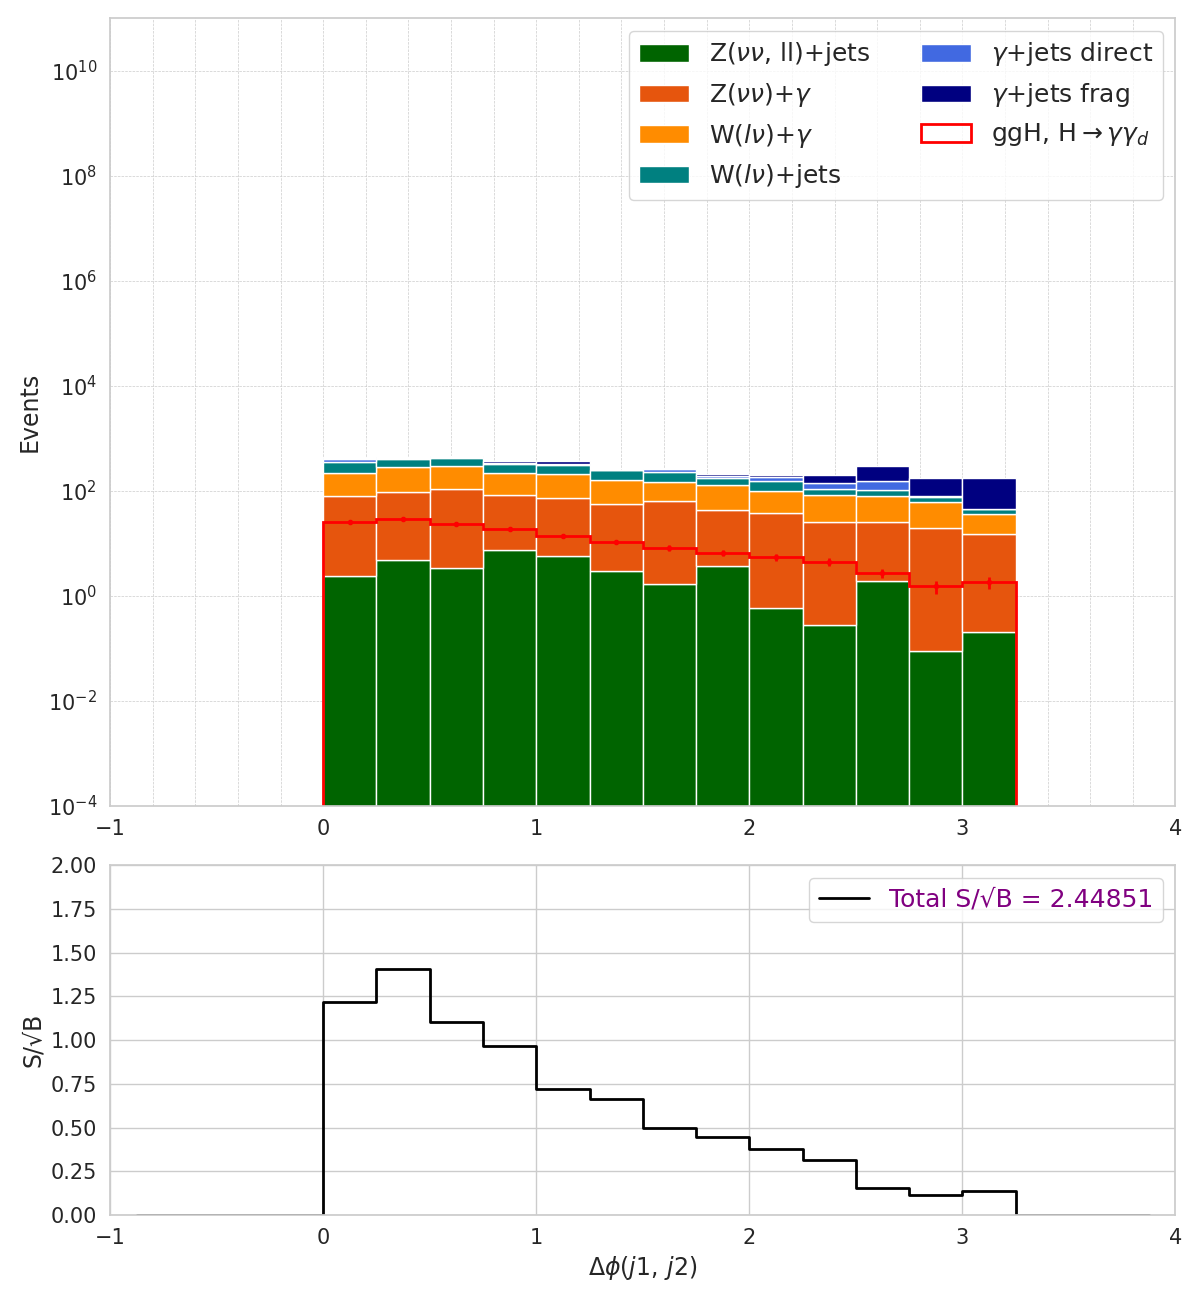 Z(νν, ll)+jets
Z(νν)+γ
W(lν)+γ
W(lν)+jets
γ+jets direct
γ+jets frag
ggH, H→γγ_d
Events
10^10
10^8
10^6
10^4
10^2
10^0
10^−2
10^−4
−1 0 1 2 3 4
Total S/√B = 2.44851
S/√B
2.00
1.75
1.50
1.25
1.00
0.75
0.50
0.25
0.00
−1 0 1 2 3 4
Δϕ(j1, j2)